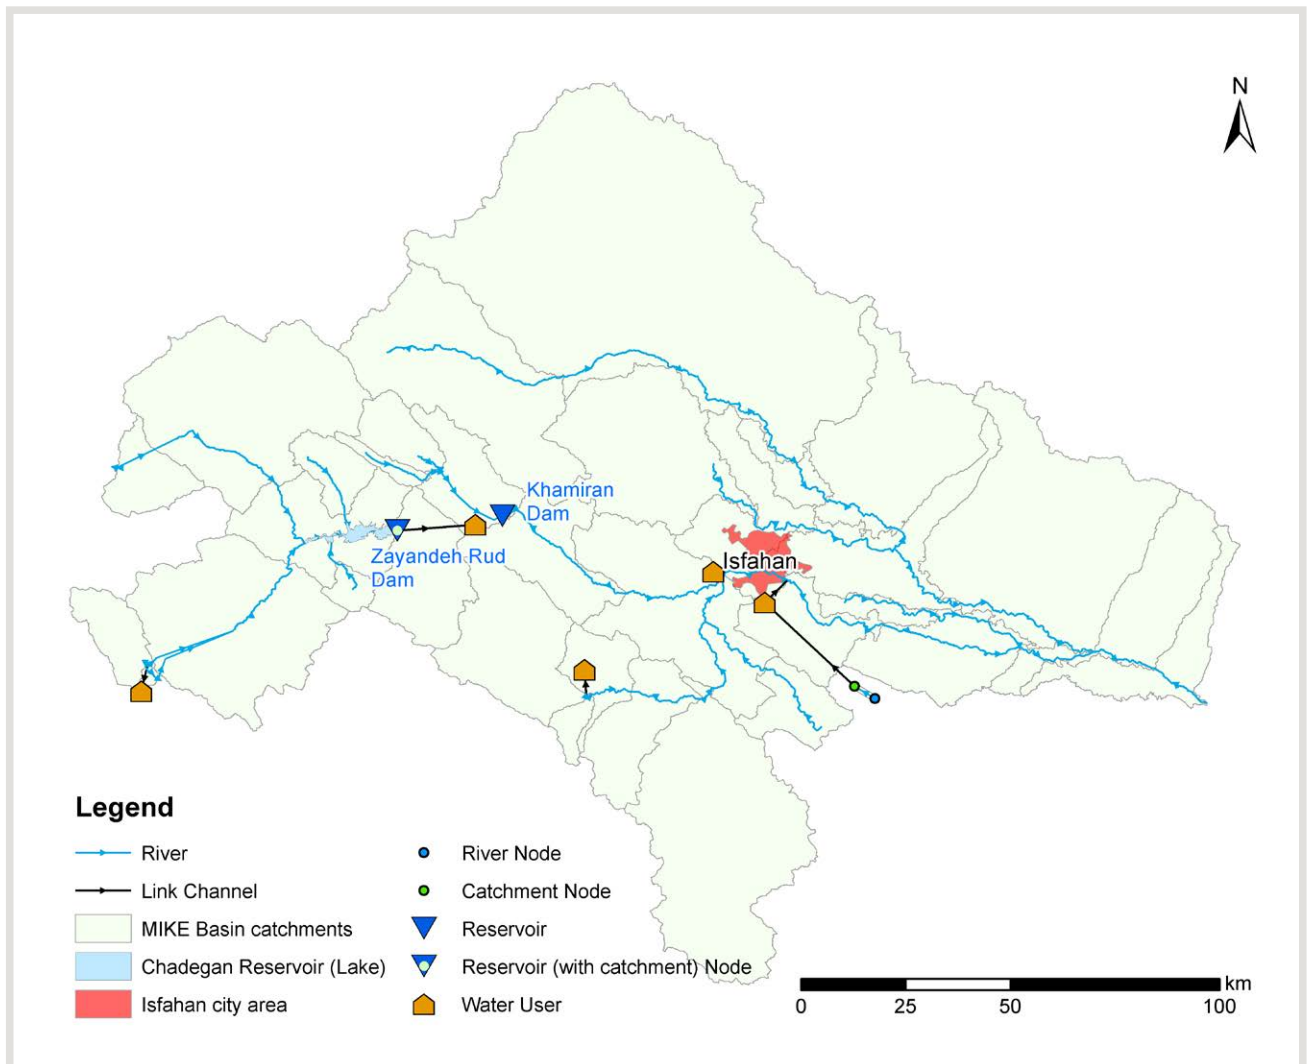 N
Khamiran
Dam
Zayandeh Rud
Dam
Isfahan
Legend
River
Link Channel
MIKE Basin catchments
Chadegan Reservoir (Lake)
Isfahan city area
River Node
Catchment Node
Reservoir
Reservoir (with catchment) Node
Water User
km
0 25 50 100